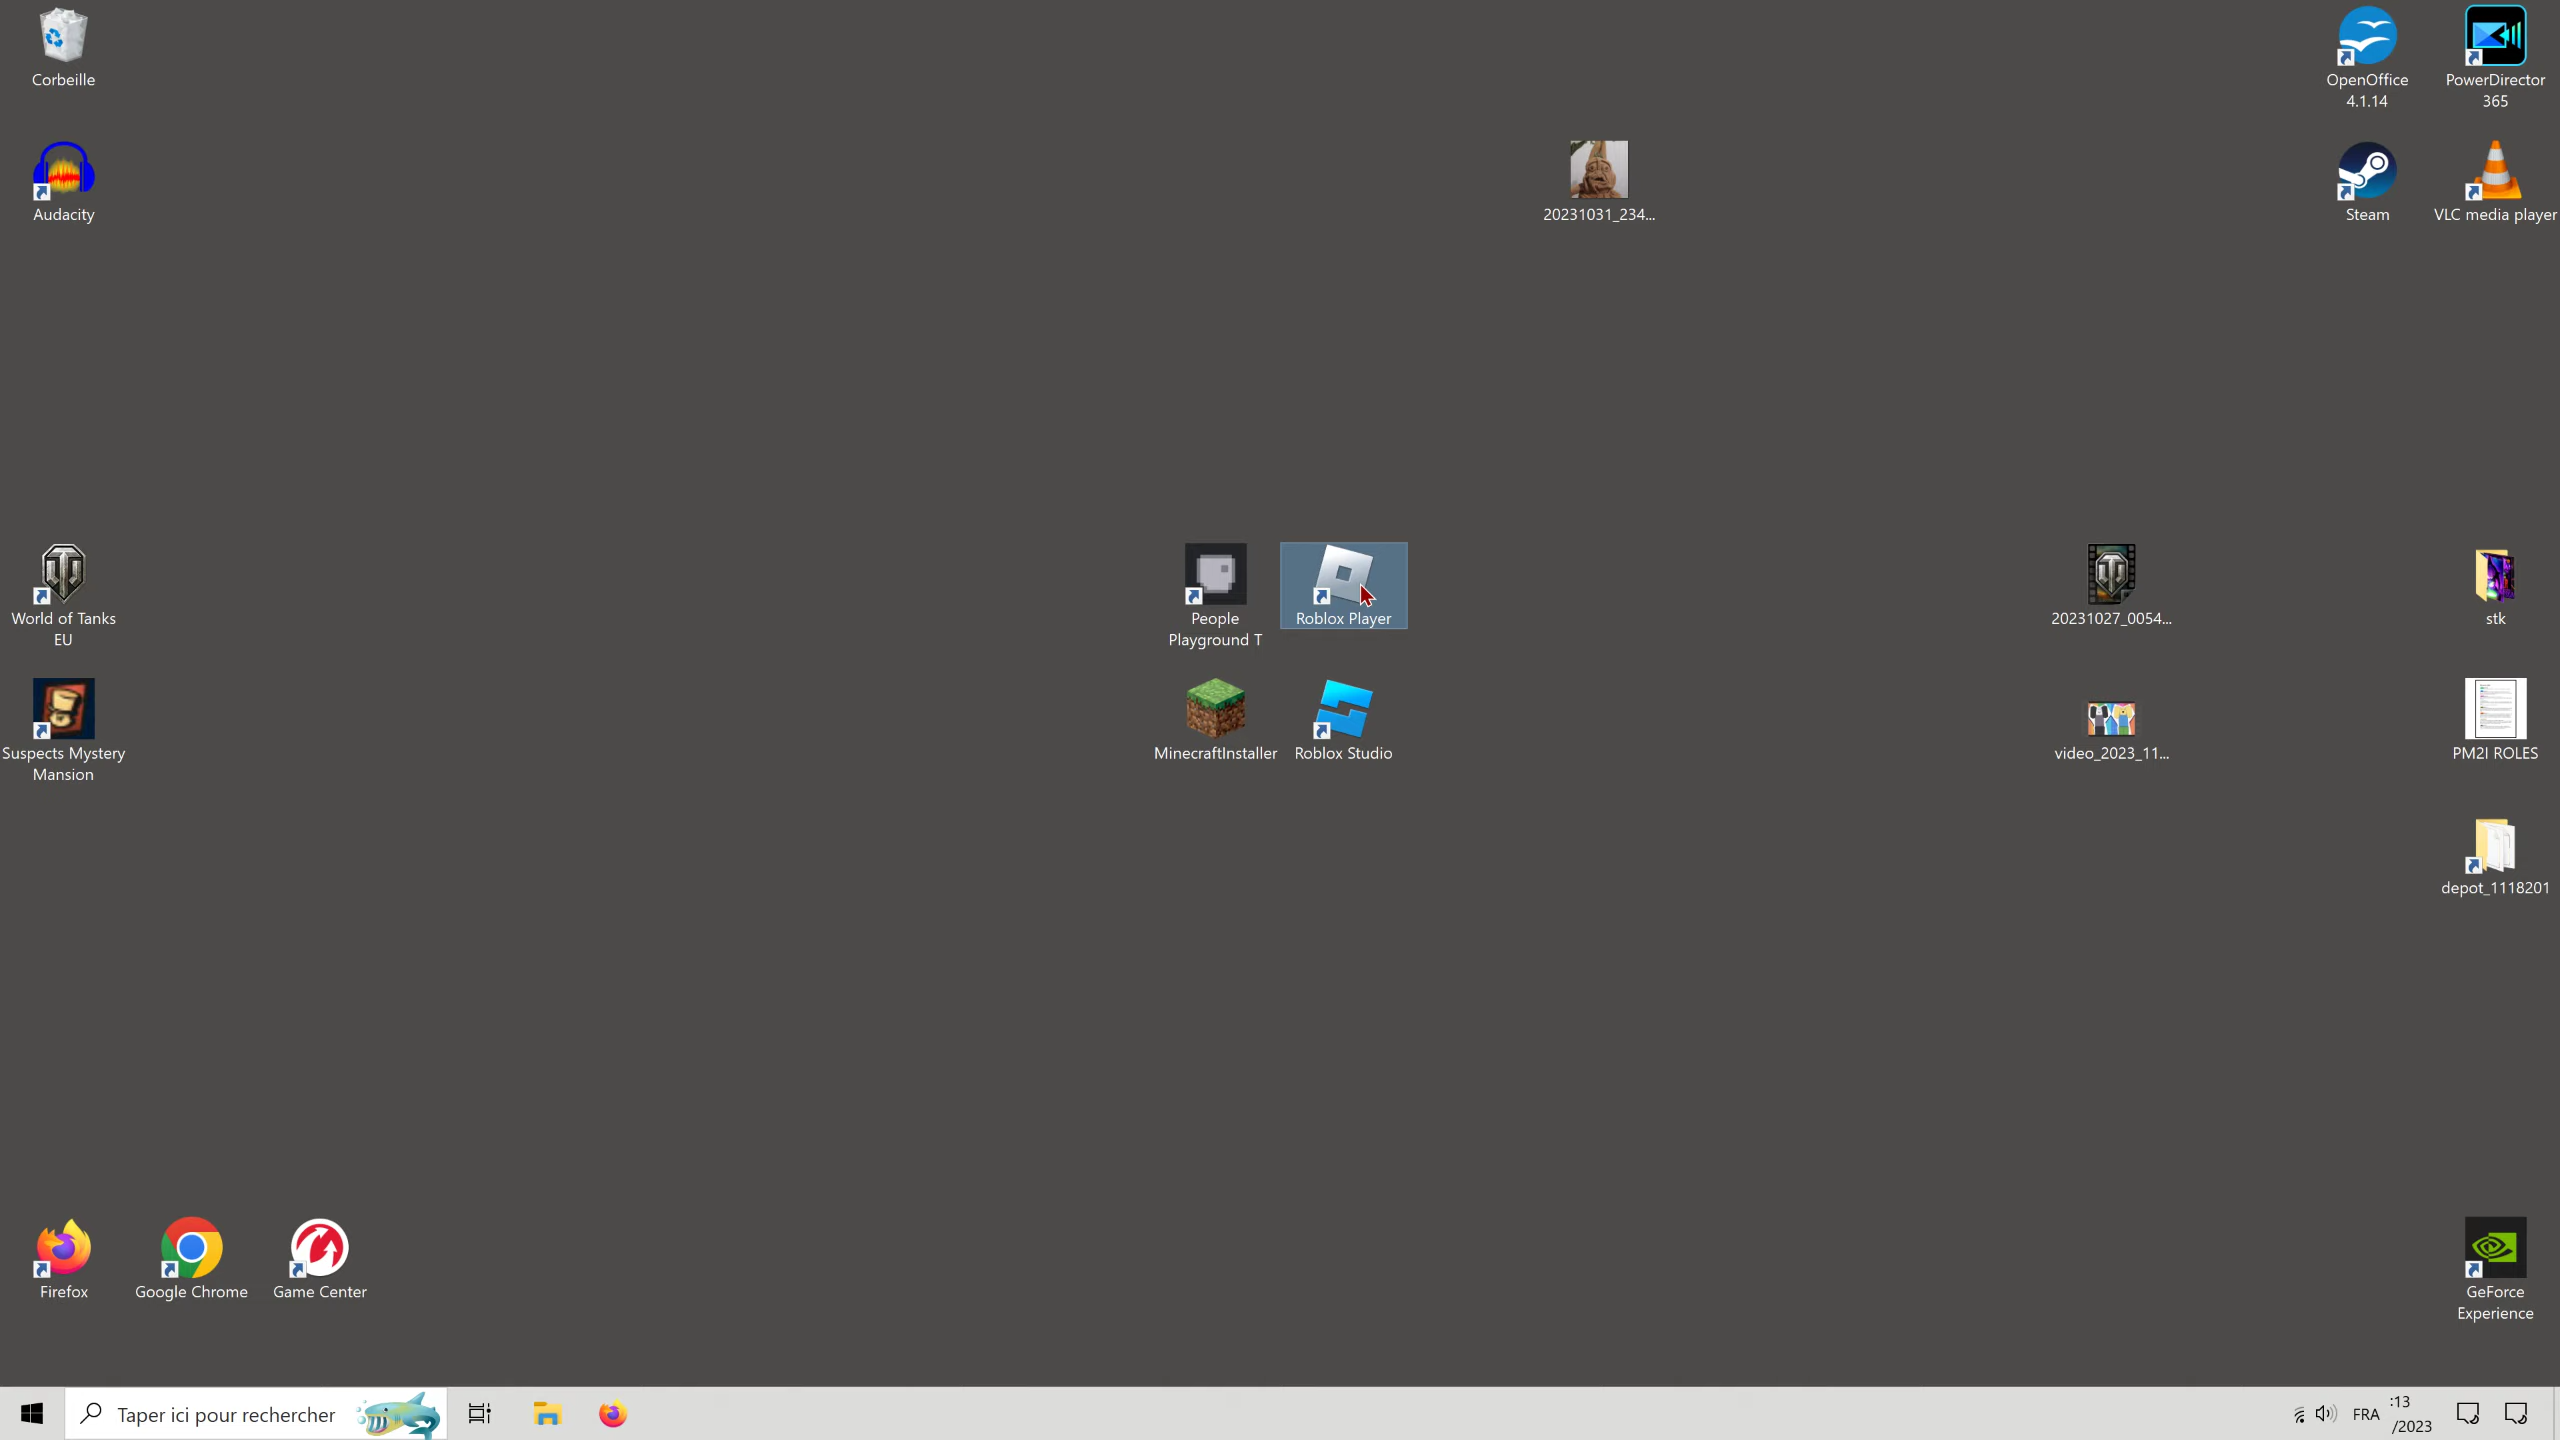 Corbeille
OpenOffice
4.1.14
PowerDirector
365
Audacity
20231031_234...
Steam
VLC media player
World of Tanks
EU
People
Playground T
Roblox Player
20231027_0054...
stk
Suspects Mystery
Mansion
MinecraftInstaller
Roblox Studio
video_2023_11...
PM2I ROLES
depot_1118201
Firefox
Google Chrome
Game Center
GeForce
Experience
Taper ici pour rechercher
FRA
:13
/2023